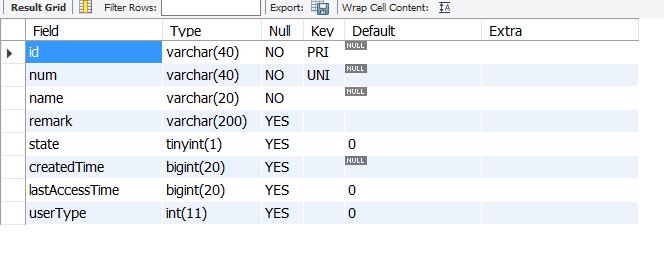 Result Grid Filter Rows: Export: Wrap Cell Content:
Field Type Null Key Default Extra
id varchar(40) NO PRI NULL
num varchar(40) NO UNI NULL
name varchar(20) NO NULL
remark varchar(200) YES
state tinyint(1) YES 0
createdTime bigint(20) YES NULL
lastAccessTime bigint(20) YES 0
userType int(11) YES 0